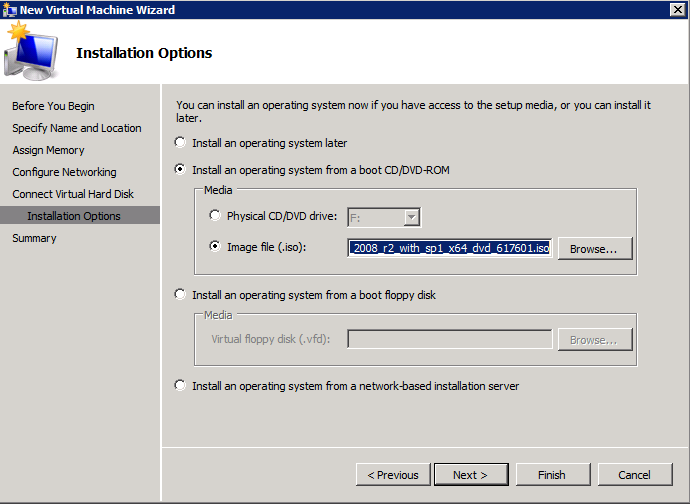 New Virtual Machine Wizard
Installation Options
Before You Begin
Specify Name and Location
Assign Memory
Configure Networking
Connect Virtual Hard Disk
Installation Options
Summary
You can install an operating system now if you have access to the setup media, or you can install it
later.
Install an operating system later
Install an operating system from a boot CD/DVD-ROM
Media
Physical CD/DVD drive: F:
Image file (.iso): _2008_r2_with_sp1_x64_dvd_617601.iso Browse...
Install an operating system from a boot floppy disk
Media
Virtual floppy disk (.vfd): Browse...
Install an operating system from a network-based installation server
< Previous Next > Finish Cancel